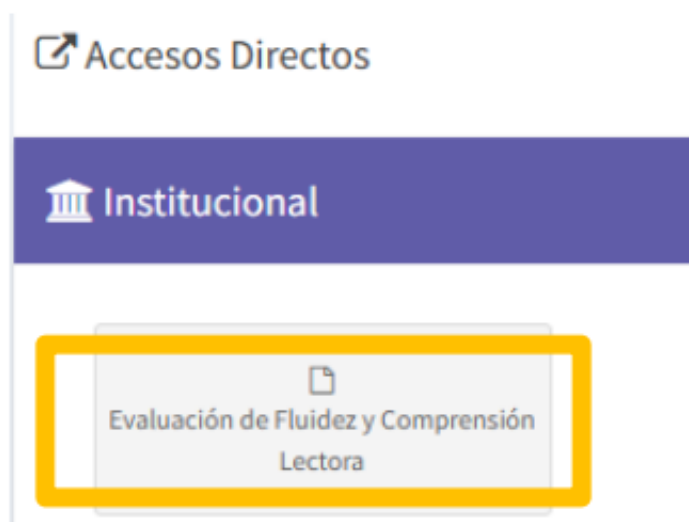 Accesos Directos
Institucional
Evaluación de Fluidez y Comprensión
Lectora